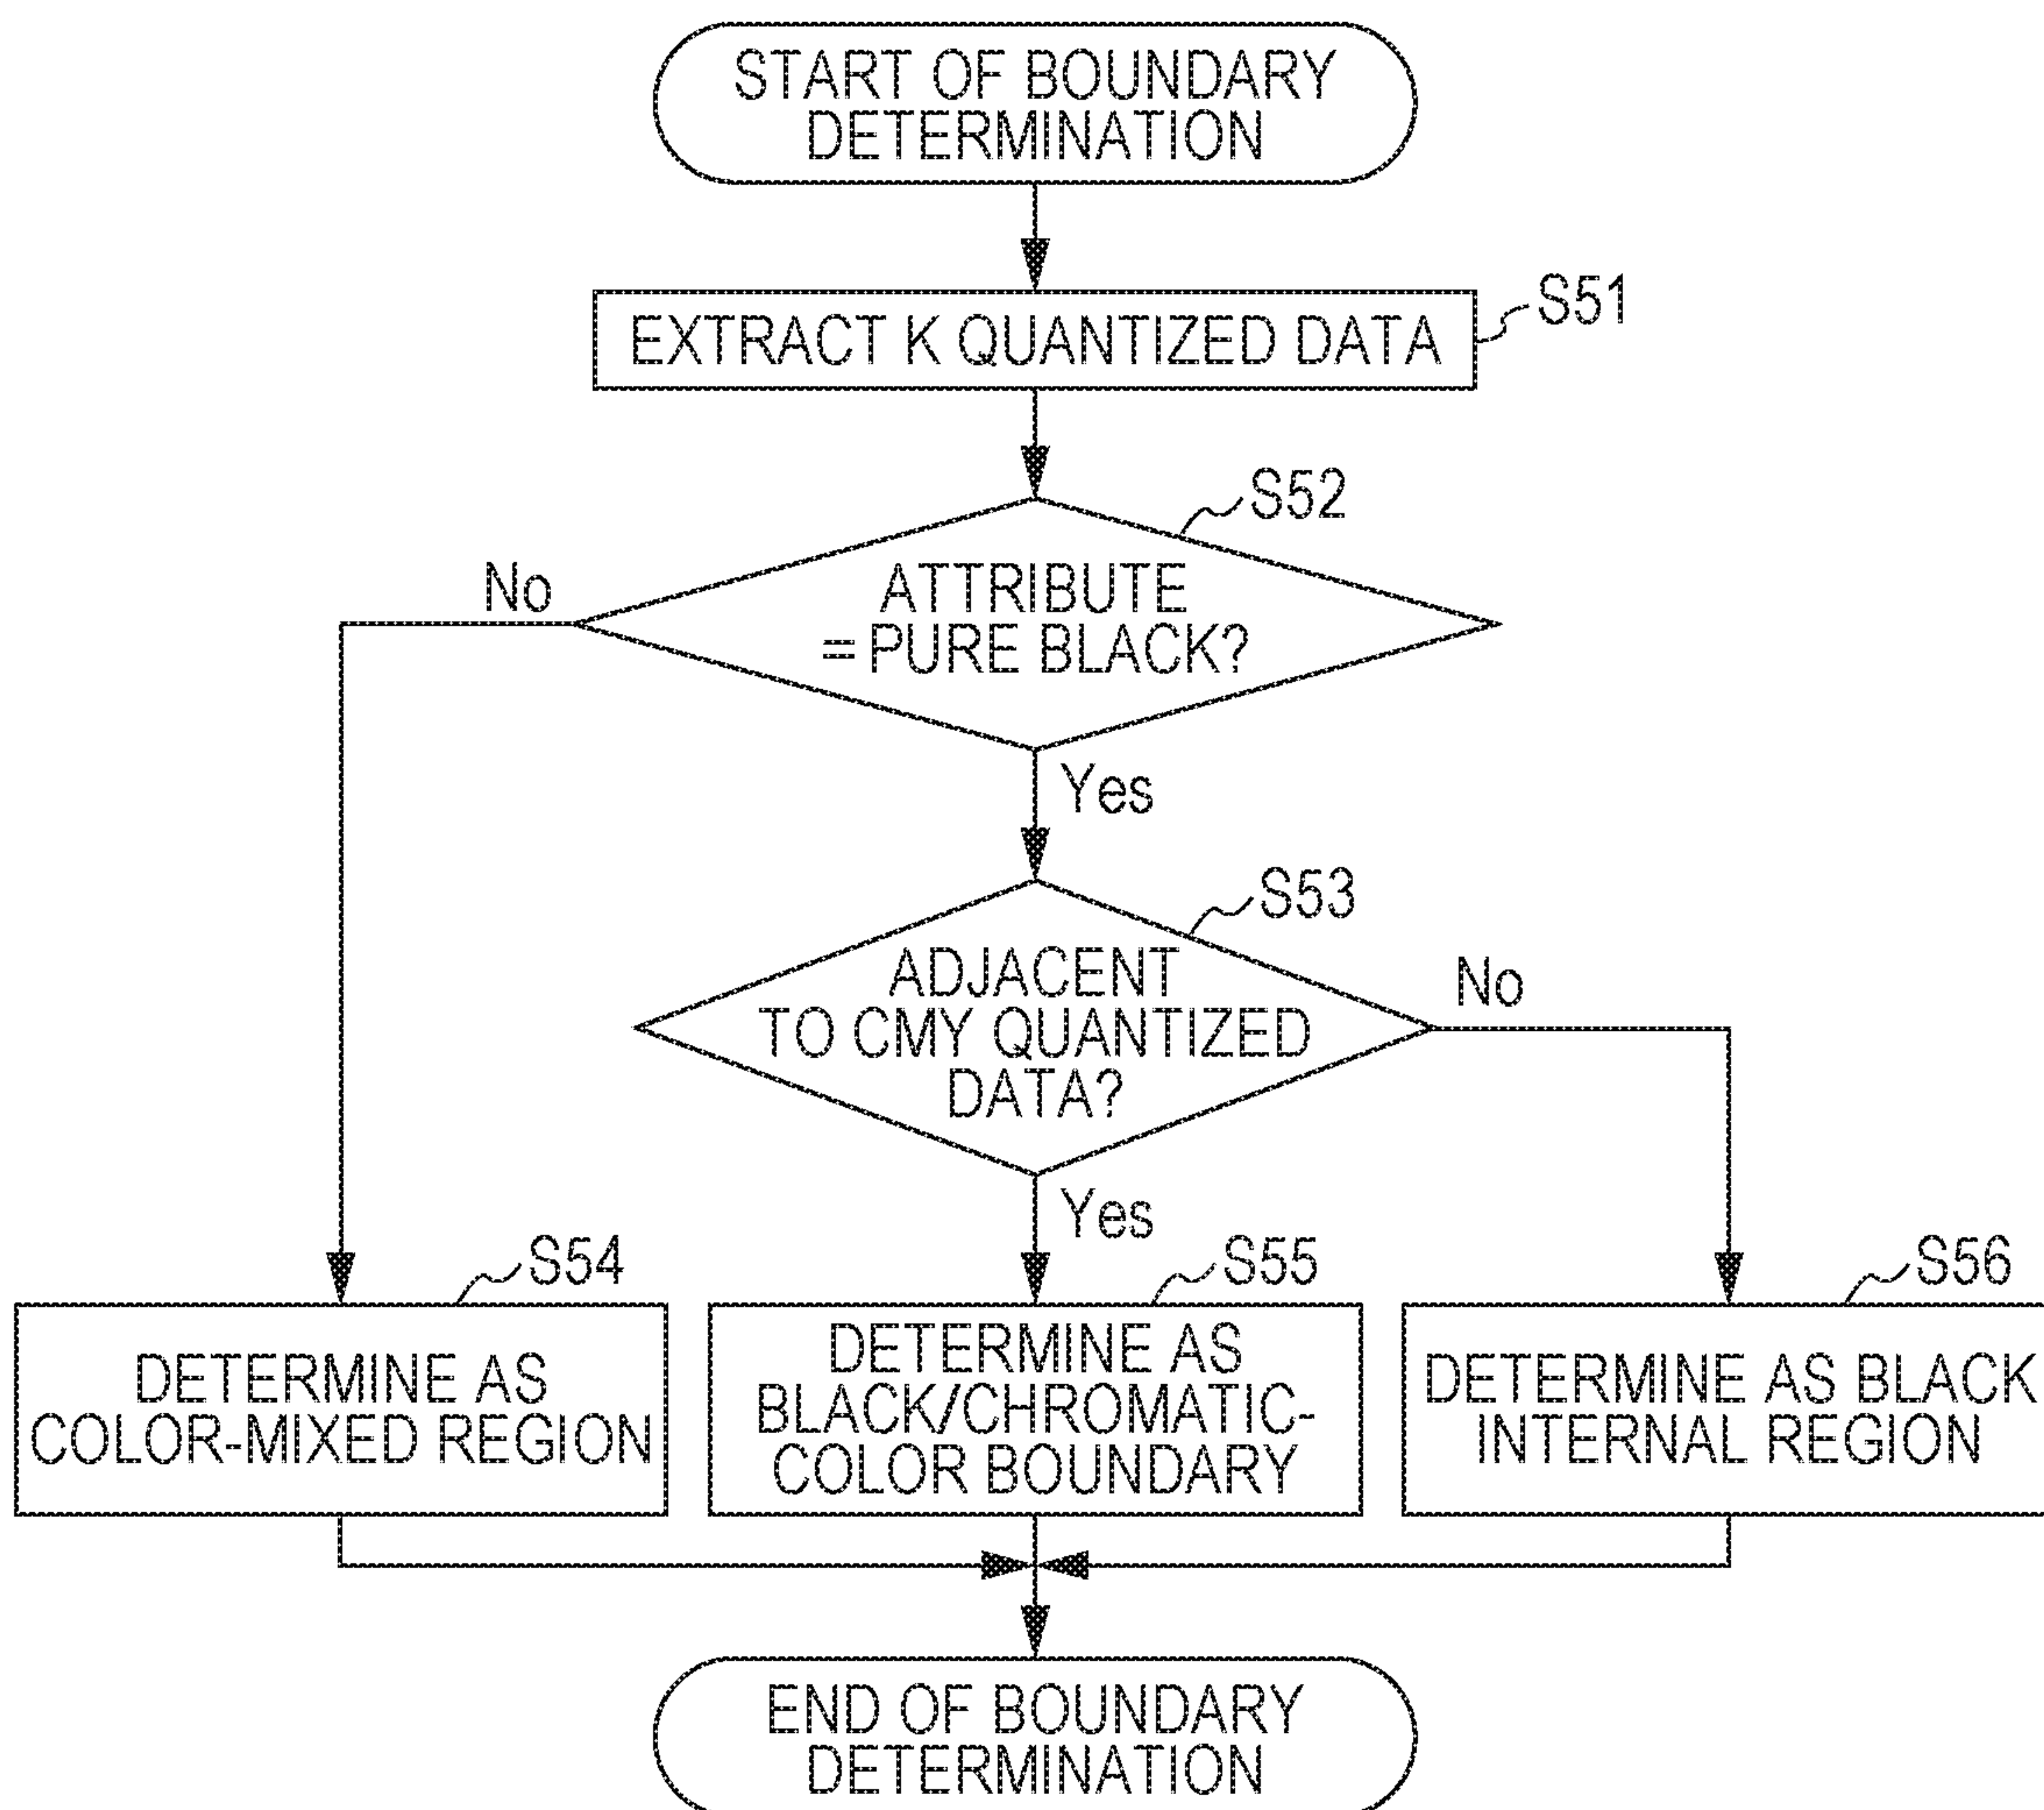 START OF BOUNDARY
DETERMINATION
EXTRACT K QUANTIZED DATA
S51
S52
ATTRIBUTE
= PURE BLACK?
No
Yes
S53
ADJACENT
TO CMY QUANTIZED
DATA?
No
Yes
S54
DETERMINE AS
COLOR-MIXED REGION
S55
DETERMINE AS
BLACK/CHROMATIC-
COLOR BOUNDARY
S56
DETERMINE AS BLACK
INTERNAL REGION
END OF BOUNDARY
DETERMINATION